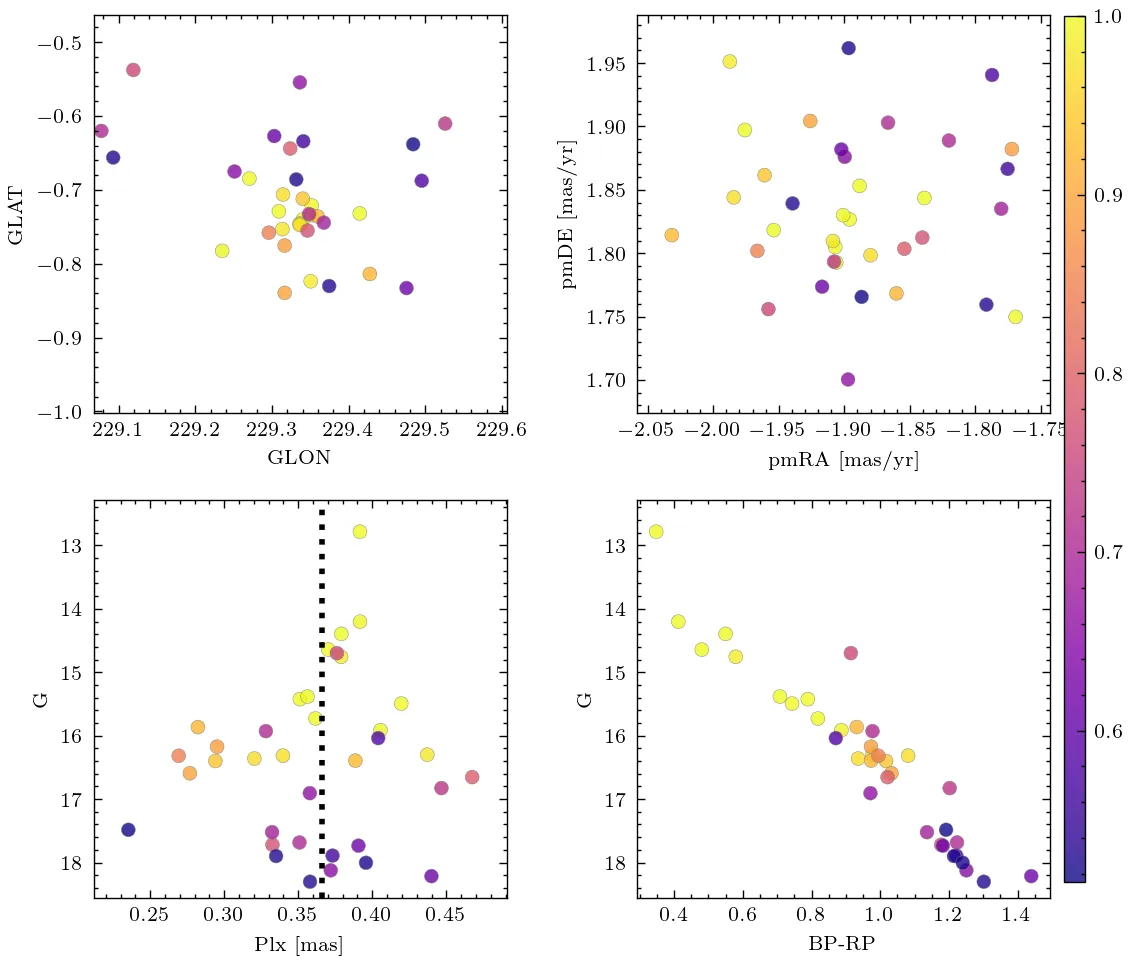 −0.5
−0.6
−0.7
−0.8
−0.9
−1.0
GLAT
229.1 229.2 229.3 229.4 229.5 229.6
GLON
1.95
1.90
1.85
1.80
1.75
1.70
pmDE [mas/yr]
−2.05 −2.00 −1.95 −1.90 −1.85 −1.80 −1.75
pmRA [mas/yr]
1.0
0.9
0.8
0.7
0.6
13
14
15
16
17
18
G
0.25 0.30 0.35 0.40 0.45
Plx [mas]
13
14
15
16
17
18
G
0.4 0.6 0.8 1.0 1.2 1.4
BP-RP